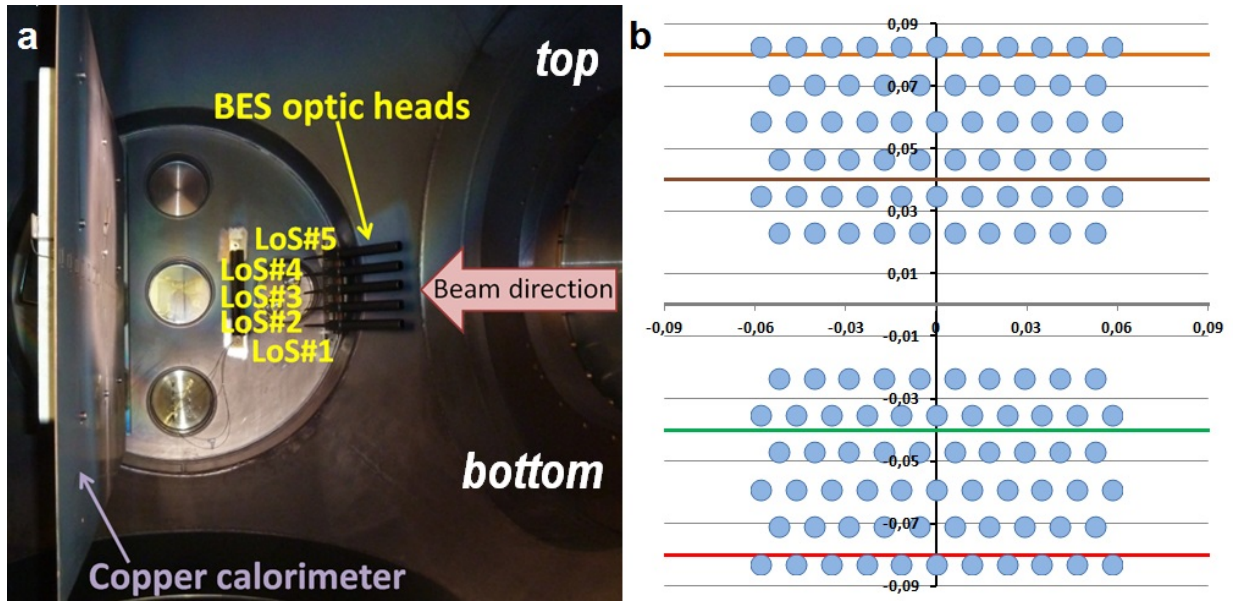 a
top
BES optic heads
LoS#5
LoS#4
LoS#3
LoS#2
LoS#1
Beam direction
bottom
Copper calorimeter
b
0,09
0,07
0,05
0,03
0,01
-0,09 -0,06 -0,03 0 0,03 0,06 0,09
-0,01
-0,03
-0,05
-0,07
-0,09